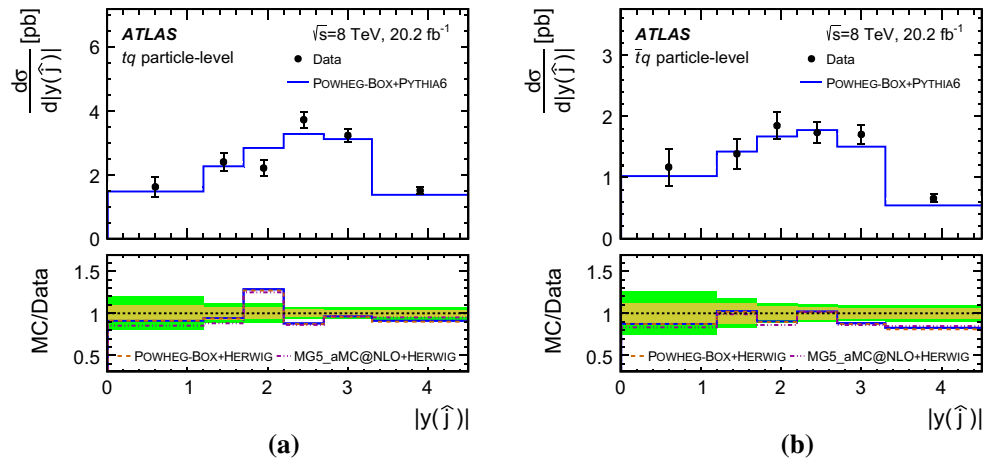 ATLAS √s=8 TeV, 20.2 fb⁻¹
tq particle-level
Data
POWHEG-BOX+PYTHIA6
dσ/d|y(ĵ)| [pb]
6
4
2
0
1.5
1
0.5
MC/Data
POWHEG-BOX+HERWIG MG5_aMC@NLO+HERWIG
0 1 2 3 4
|y(ĵ)|
(a)
ATLAS √s=8 TeV, 20.2 fb⁻¹
t̄q particle-level
Data
POWHEG-BOX+PYTHIA6
dσ/d|y(ĵ)| [pb]
3
2
1
0
1.5
1
0.5
MC/Data
POWHEG-BOX+HERWIG MG5_aMC@NLO+HERWIG
0 1 2 3 4
|y(ĵ)|
(b)